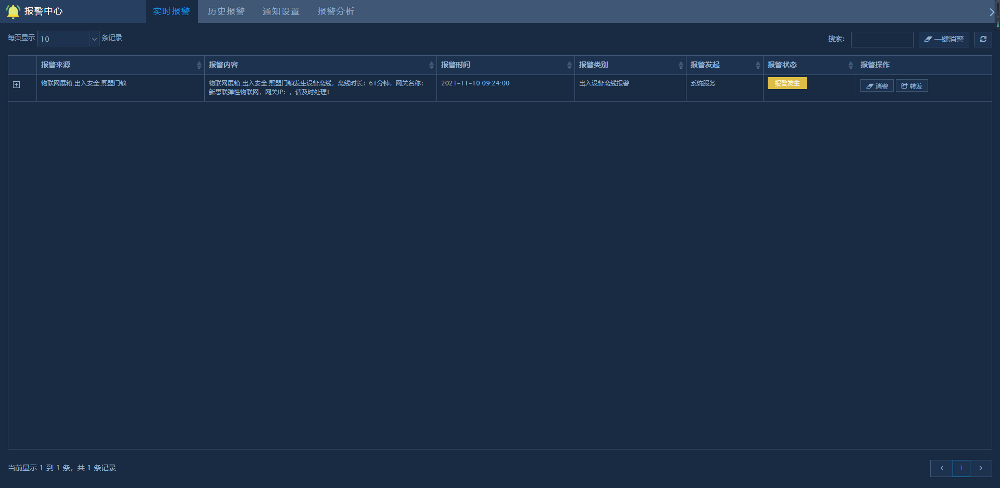 报警中心
实时报警 历史报警 通知设置 报警分析
每页显示 10 条记录
搜索： 一键消警
报警来源 报警内容 报警时间 报警类别 报警发起 报警状态 报警操作
物联网展箱.出入安全.熙盟门锁 物联网展箱.出入安全.熙盟门锁发生设备离线，离线时长：61分钟，网关名称： 2021-11-10 09:24:00 出入设备离线报警 系统服务 报警发生 消警 转发
新思联弹性物联网，网关IP：，请及时处理！
当前显示 1 到 1 条，共 1 条记录
1